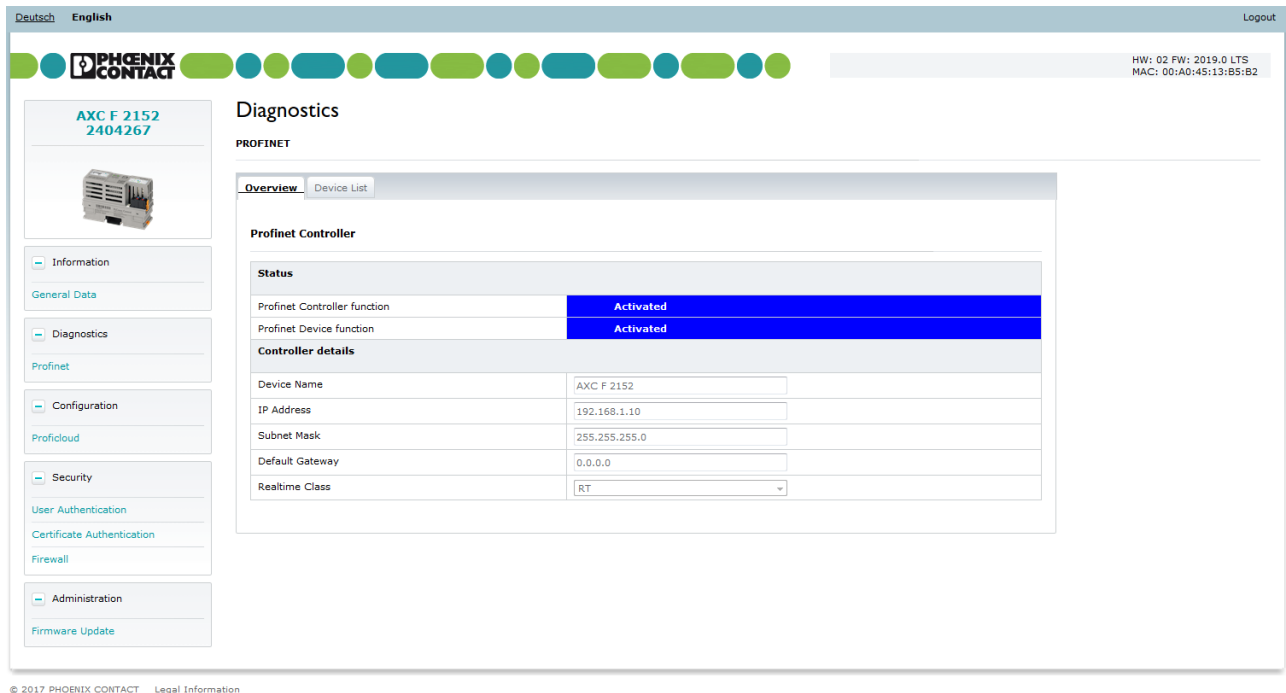 Deutsch English Logout
PHŒNIX
CONTACT
HW: 02 FW: 2019.0 LTS
MAC: 00:A0:45:13:B5:B2
AXC F 2152
2404267
Information
General Data
Diagnostics
Profinet
Configuration
Proficloud
Security
User Authentication
Certificate Authentication
Firewall
Administration
Firmware Update
Diagnostics
PROFINET
Overview Device List
Profinet Controller
Status
Profinet Controller function Activated
Profinet Device function Activated
Controller details
Device Name AXC F 2152
IP Address 192.168.1.10
Subnet Mask 255.255.255.0
Default Gateway 0.0.0.0
Realtime Class RT
© 2017 PHOENIX CONTACT Legal Information